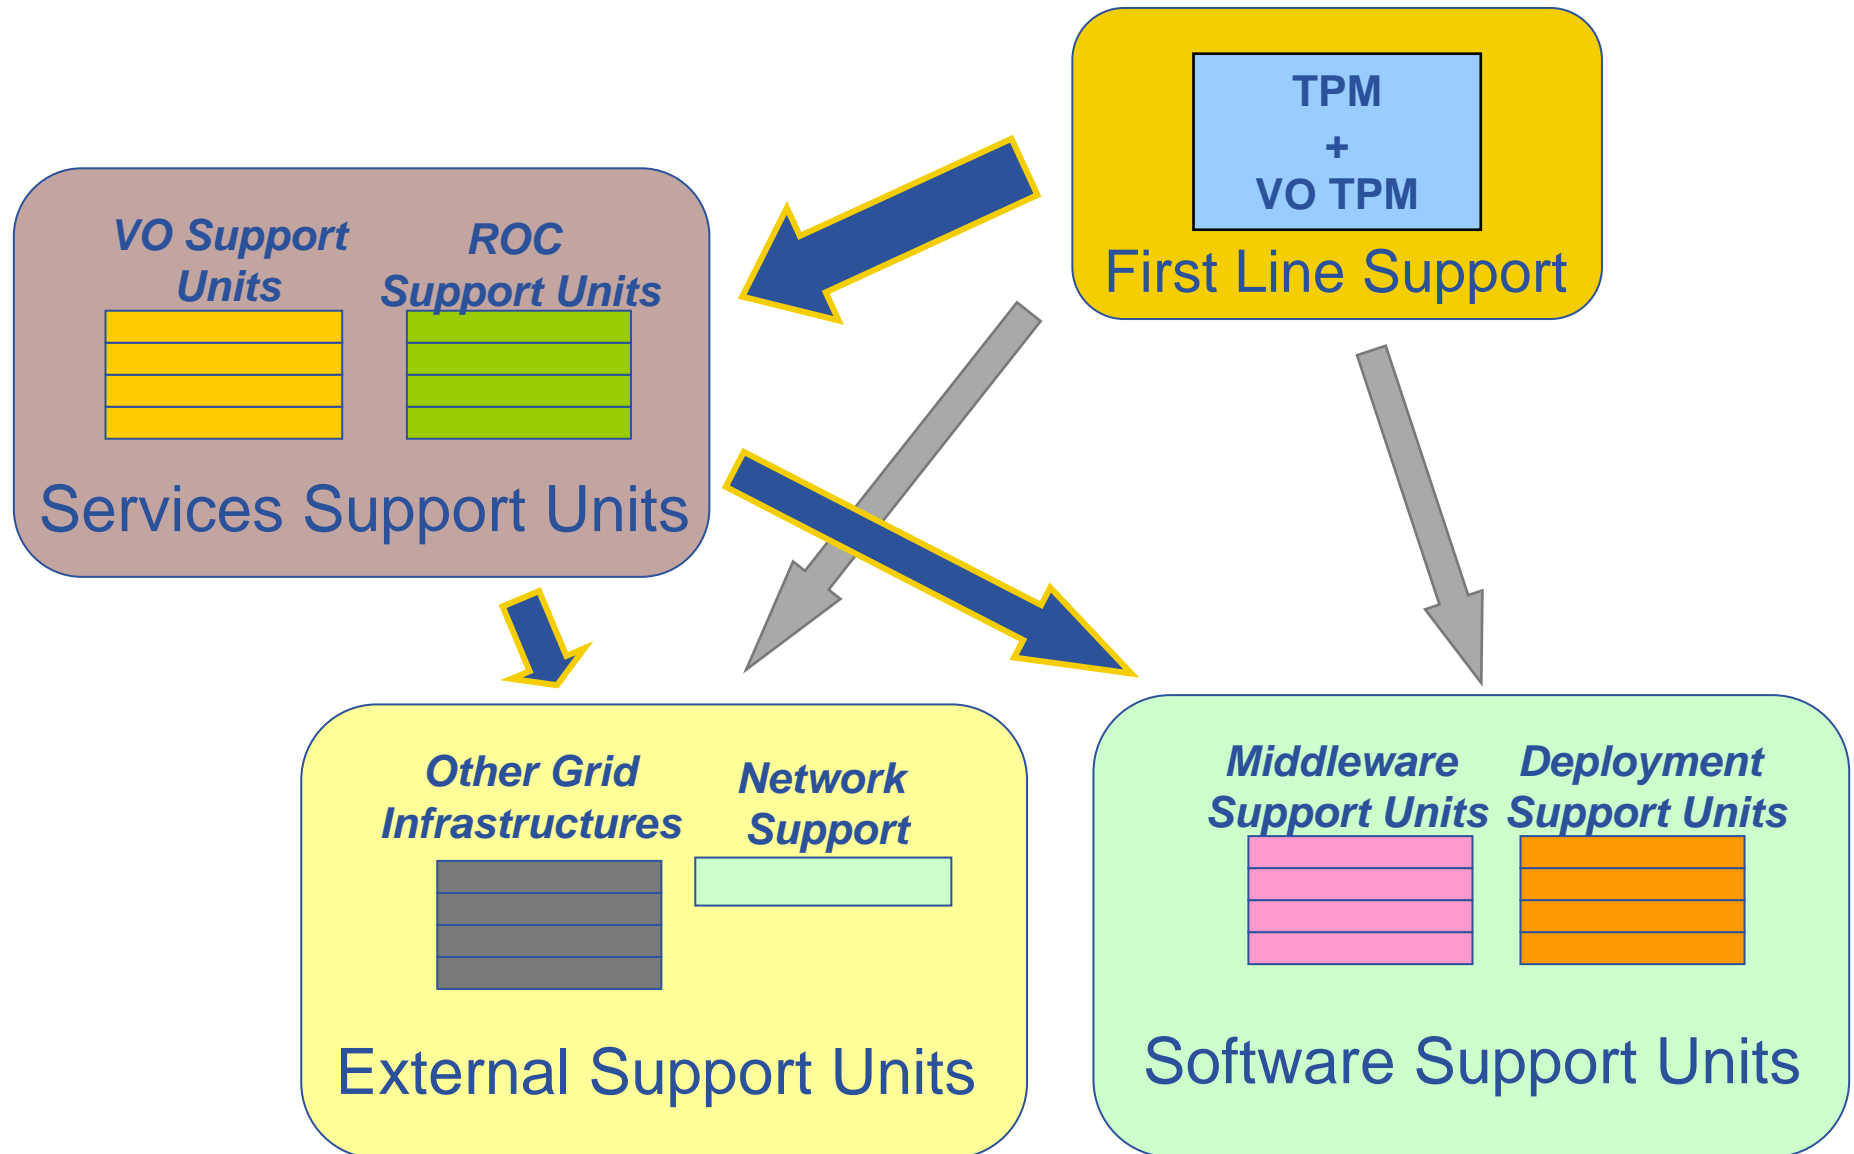 TPM
+
VO TPM
First Line Support
VO Support
Units
ROC
Support Units
Services Support Units
Other Grid
Infrastructures
Network
Support
External Support Units
Middleware
Support Units
Deployment
Support Units
Software Support Units